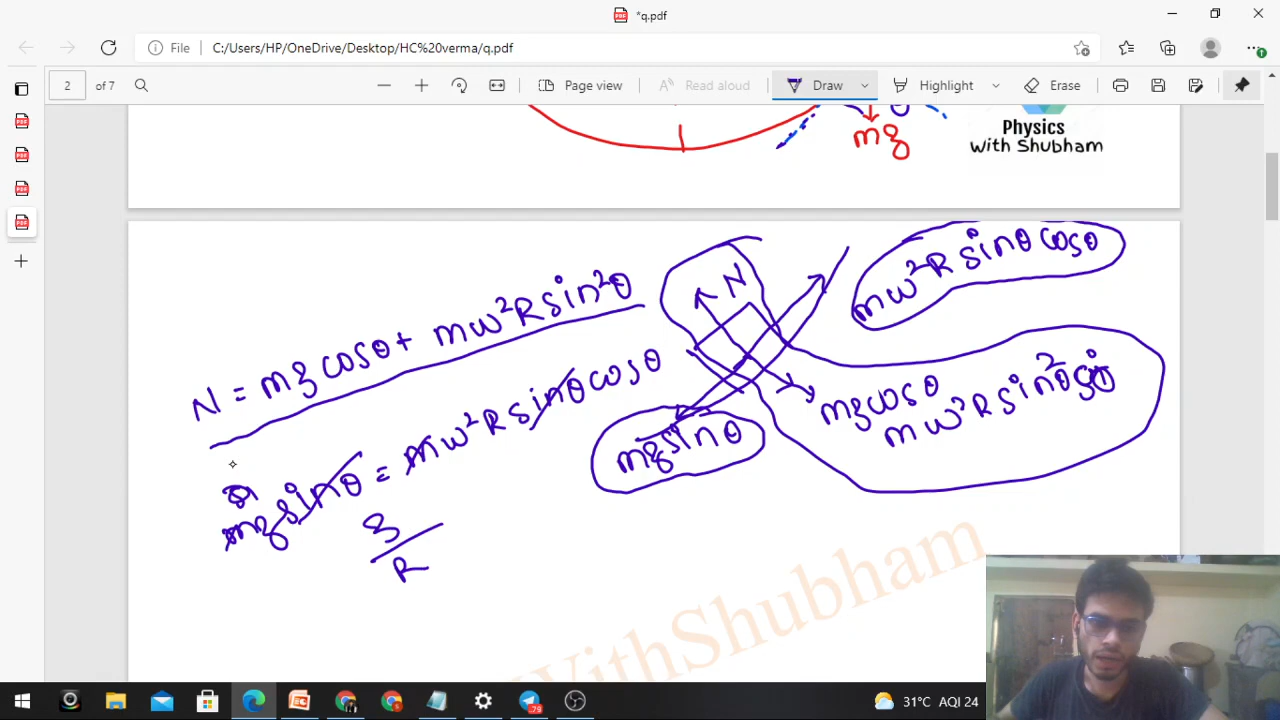 *q.pdf
File C:/Users/HP/OneDrive/Desktop/HC%20verma/q.pdf
2 of 7 Page view Read aloud Draw Highlight Erase
mg
Physics
with Shubham
N = mg cosθ + mω²R sin²θ
N
mω²R sinθ cosθ
mg cosθ
mω²R sin²θ
mg sinθ
mg sinθ = mω²R sinθ cosθ
g
R
WithShubham
.79
31°C AQI 24